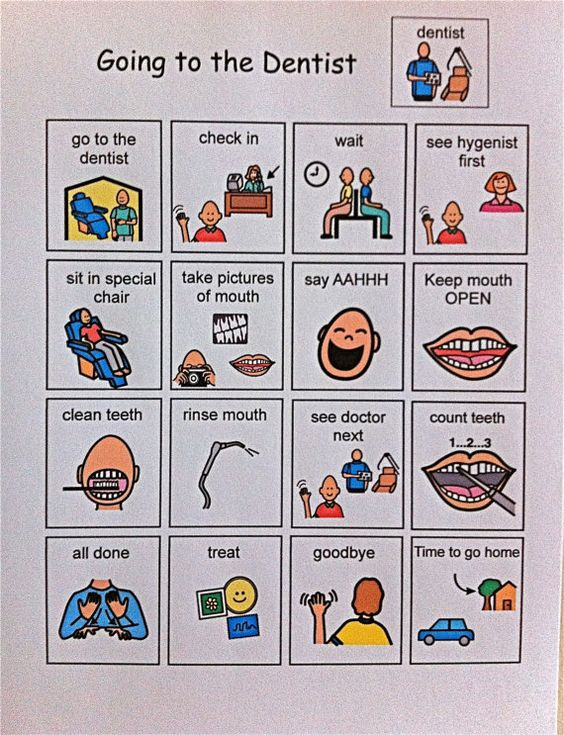 Going to the Dentist
dentist
go to the
dentist
check in
wait
see hygenist
first
sit in special
chair
take pictures
of mouth
say AAHHH
Keep mouth
OPEN
clean teeth
rinse mouth
see doctor
next
count teeth
1...2...3
all done
treat
goodbye
Time to go home